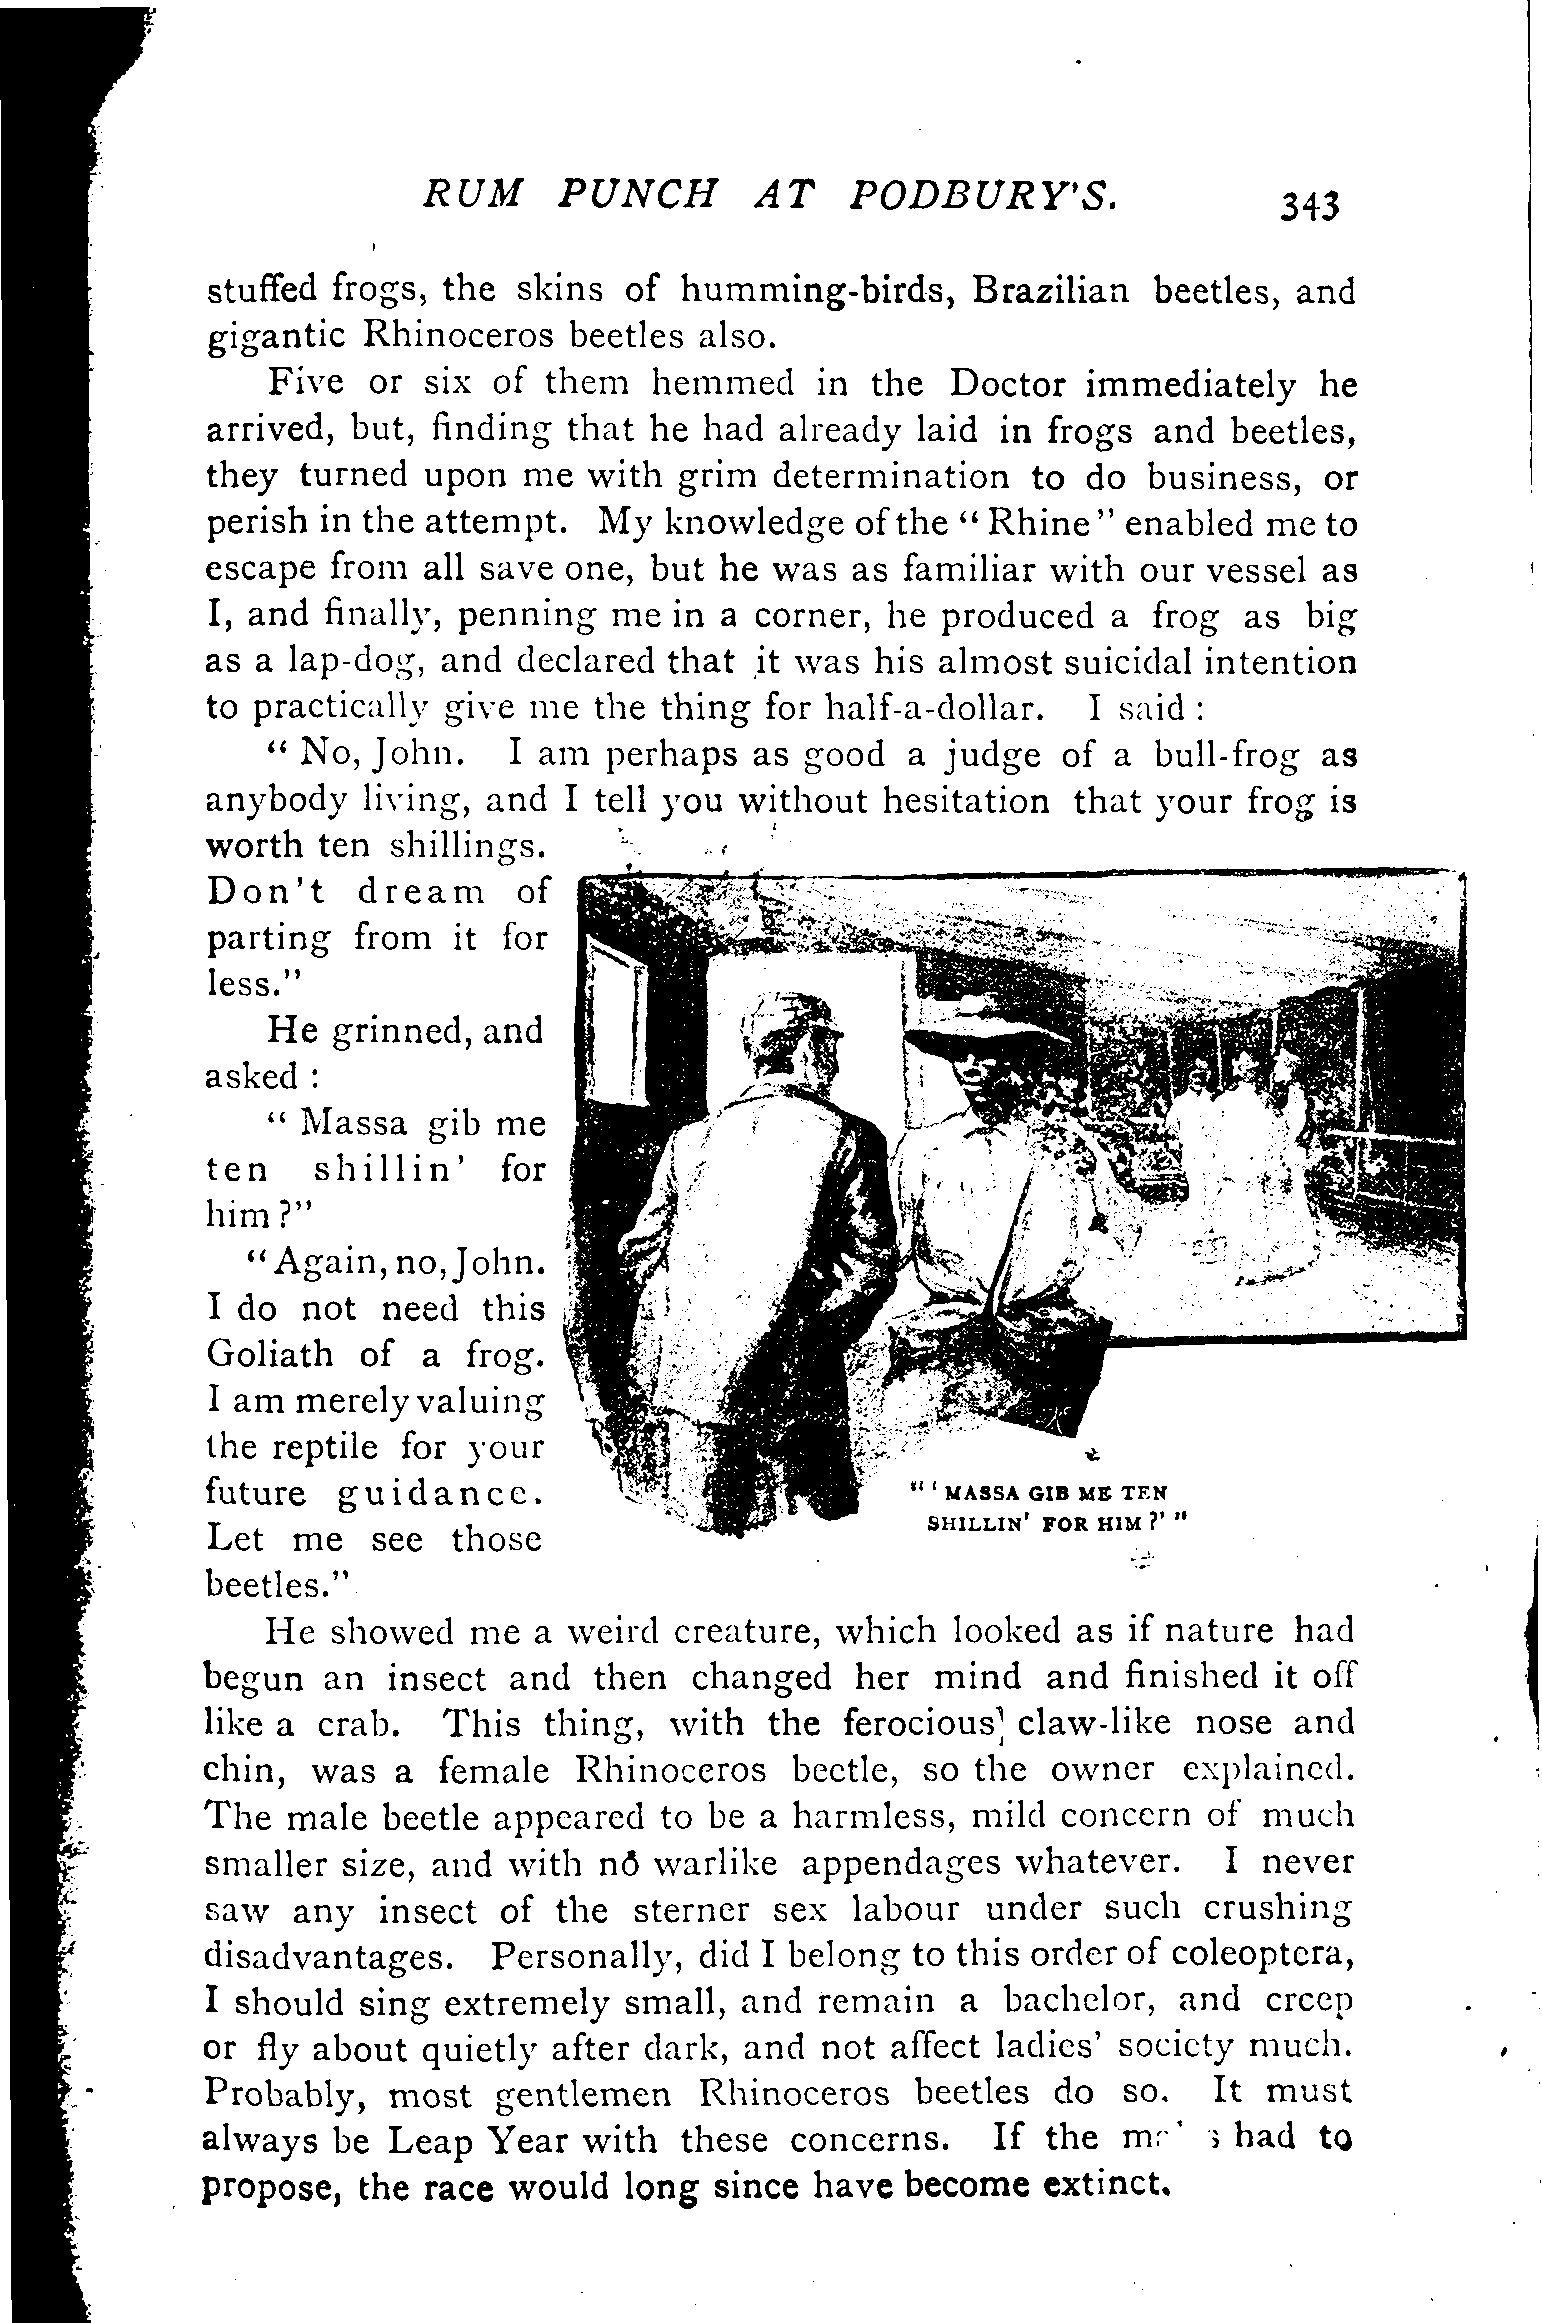 RUM PUNCH AT PODBURY'S. 343
stuffed frogs, the skins of humming-birds, Brazilian beetles, and
gigantic Rhinoceros beetles also.
Five or six of them hemmed in the Doctor immediately he
arrived, but, finding that he had already laid in frogs and beetles,
they turned upon me with grim determination to do business, or
perish in the attempt. My knowledge of the “Rhine” enabled me to
escape from all save one, but he was as familiar with our vessel as
I, and finally, penning me in a corner, he produced a frog as big
as a lap-dog, and declared that it was his almost suicidal intention
to practically give me the thing for half-a-dollar. I said :
“No, John. I am perhaps as good a judge of a bull-frog as
anybody living, and I tell you without hesitation that your frog is
worth ten shillings.
Don't dream of
parting from it for
less.”
He grinned, and
asked :
“Massa gib me
ten shillin' for
him ?”
“Again, no, John.
I do not need this
Goliath of a frog.
I am merely valuing
the reptile for your
future guidance.
Let me see those
beetles.”
“‘MASSA GIB ME TEN
SHILLIN' FOR HIM ?’”
He showed me a weird creature, which looked as if nature had
begun an insect and then changed her mind and finished it off
like a crab. This thing, with the ferocious claw-like nose and
chin, was a female Rhinoceros beetle, so the owner explained.
The male beetle appeared to be a harmless, mild concern of much
smaller size, and with no warlike appendages whatever. I never
saw any insect of the sterner sex labour under such crushing
disadvantages. Personally, did I belong to this order of coleoptera,
I should sing extremely small, and remain a bachelor, and creep
or fly about quietly after dark, and not affect ladies' society much.
Probably, most gentlemen Rhinoceros beetles do so. It must
always be Leap Year with these concerns. If the had to
propose, the race would long since have become extinct.